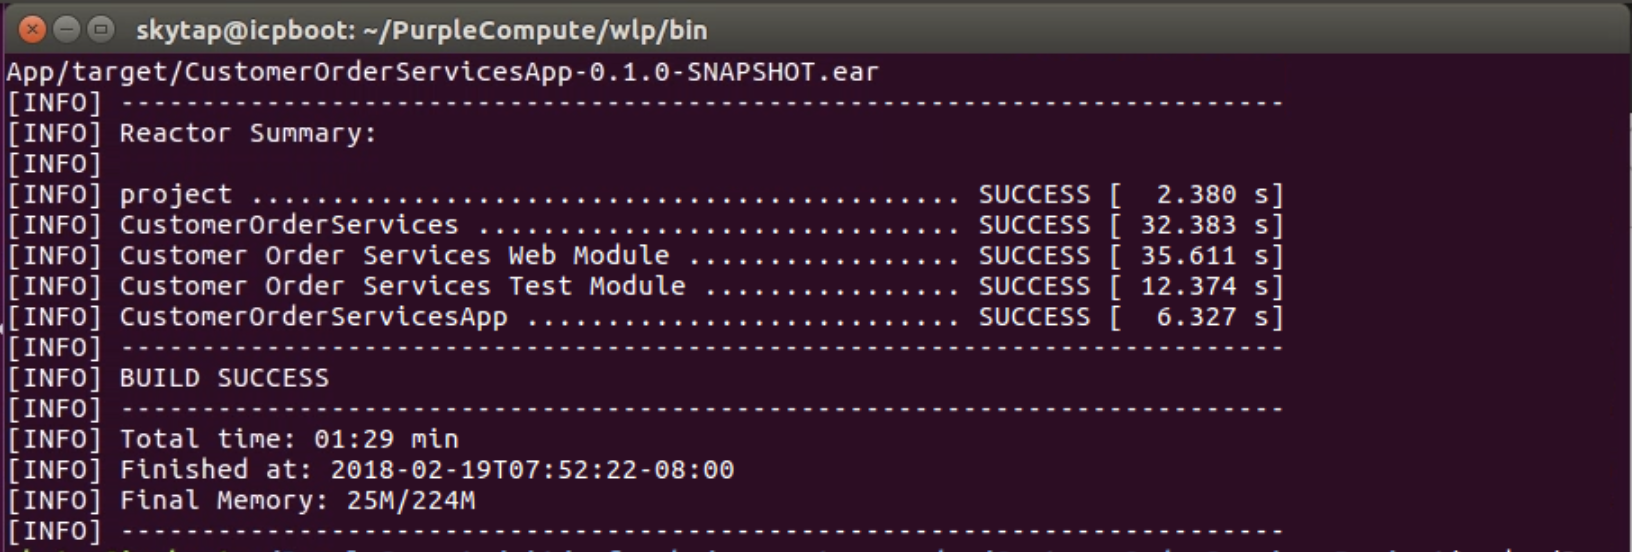 skytap@icpboot: ~/PurpleCompute/wlp/bin
App/target/CustomerOrderServicesApp-0.1.0-SNAPSHOT.ear
[INFO] ------------------------------------------------------------------------
[INFO] Reactor Summary:
[INFO]
[INFO] project ............................................ SUCCESS [  2.380 s]
[INFO] CustomerOrderServices .............................. SUCCESS [ 32.383 s]
[INFO] Customer Order Services Web Module ................. SUCCESS [ 35.611 s]
[INFO] Customer Order Services Test Module ................ SUCCESS [ 12.374 s]
[INFO] CustomerOrderServicesApp ........................... SUCCESS [  6.327 s]
[INFO] ------------------------------------------------------------------------
[INFO] BUILD SUCCESS
[INFO] ------------------------------------------------------------------------
[INFO] Total time: 01:29 min
[INFO] Finished at: 2018-02-19T07:52:22-08:00
[INFO] Final Memory: 25M/224M
[INFO] ------------------------------------------------------------------------